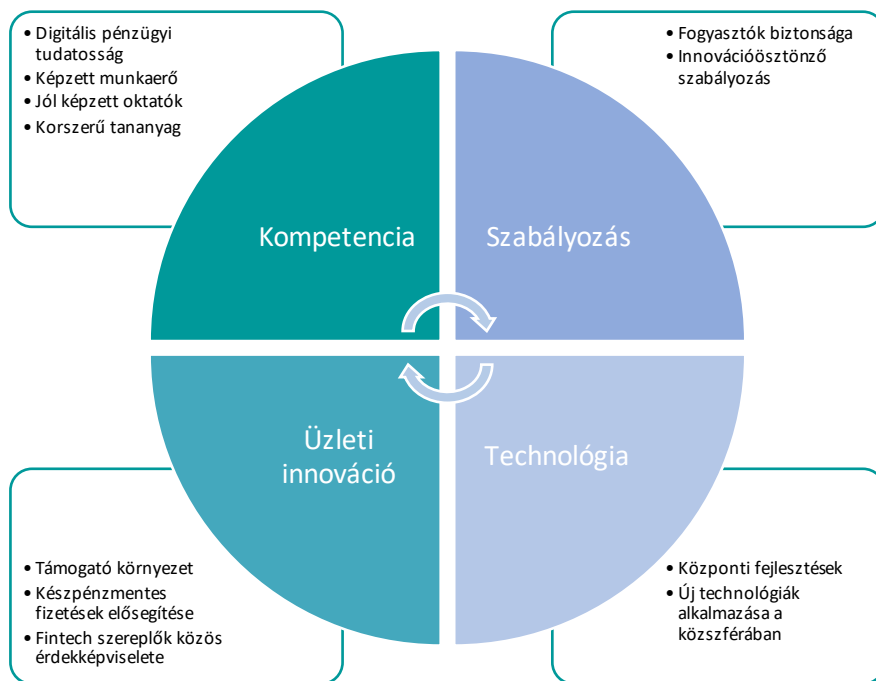 • Digitális pénzügyi
tudatosság
• Képzett munkaerő
• Jól képzett oktatók
• Korszerű tananyag
• Fogyasztók biztonsága
• Innovációösztönző
szabályozás
Kompetencia
Szabályozás
Üzleti
innováció
Technológia
• Támogató környezet
• Készpénzmentes
fizetések elősegítése
• Fintech szereplők közös
érdekképviselete
• Központi fejlesztések
• Új technológiák
alkalmazása a
közszférában